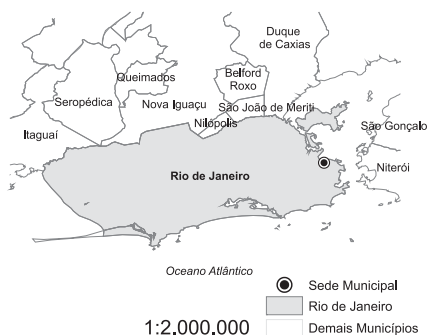 Duque
de Caxias
Queimados
Belford
Roxo
Seropédica
Nova Iguaçu
São João de Meriti
São Gonçalo
Itaguaí
Nilópolis
Niterói
Rio de Janeiro
Oceano Atlântico
Sede Municipal
Rio de Janeiro
1:2.000.000
Demais Municípios